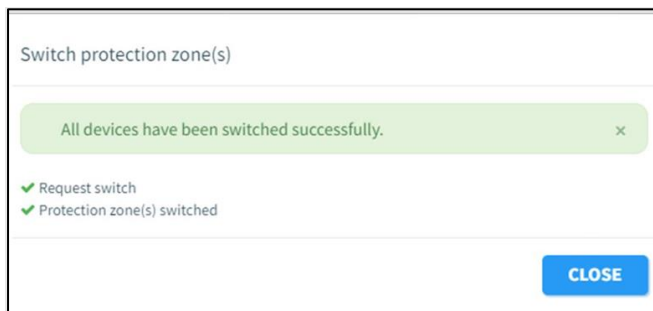 Switch protection zone(s)
All devices have been switched successfully. ×
✔ Request switch
✔ Protection zone(s) switched
CLOSE